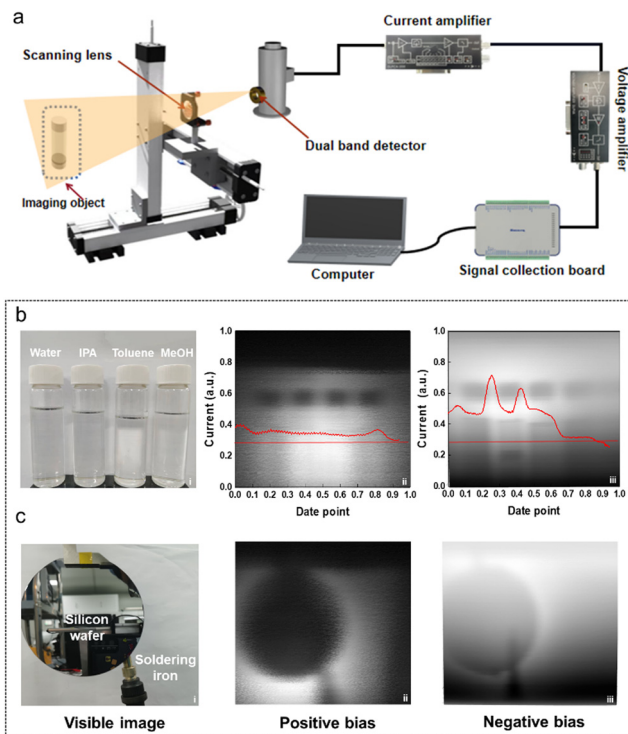 a
Current amplifier
Scanning lens
Voltage amplifier
Dual band detector
Imaging object
Computer
Signal collection board
b
Water IPA Toluene MeOH
i
Current (a.u.)
1.0
0.8
0.6
0.4
0.2
0.0
0.0 0.1 0.2 0.3 0.4 0.5 0.6 0.7 0.8 0.9 1.0
Date point
ii
Current (a.u.)
1.0
0.8
0.6
0.4
0.2
0.0
0.0 0.1 0.2 0.3 0.4 0.5 0.6 0.7 0.8 0.9 1.0
Date point
iii
c
Silicon
wafer
Soldering
iron
i
ii
iii
Visible image
Positive bias
Negative bias